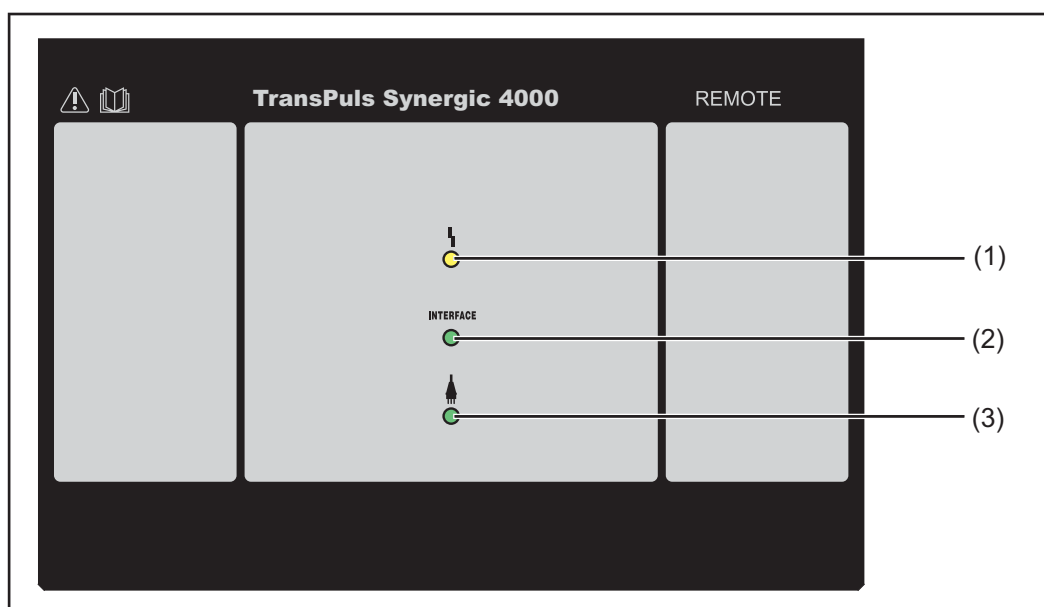 TransPuls Synergic 4000
REMOTE
(1)
INTERFACE
(2)
(3)